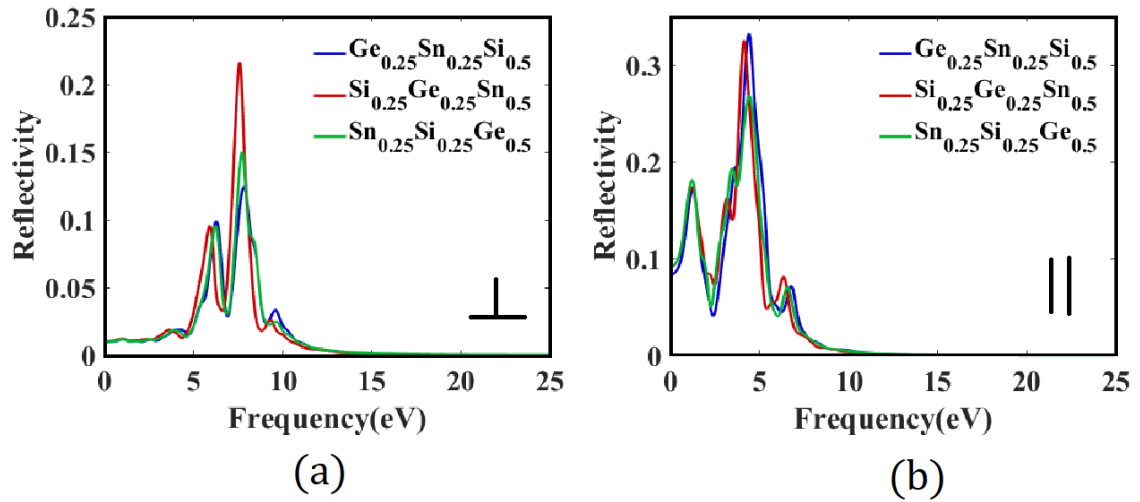 0.25
0.2
0.15
0.1
0.05
0
Reflectivity
Ge0.25Sn0.25Si0.5
Si0.25Ge0.25Sn0.5
Sn0.25Si0.25Ge0.5
0 5 10 15 20 25
Frequency(eV)
(a)
0.3
0.2
0.1
0
Reflectivity
Ge0.25Sn0.25Si0.5
Si0.25Ge0.25Sn0.5
Sn0.25Si0.25Ge0.5
0 5 10 15 20 25
Frequency(eV)
(b)